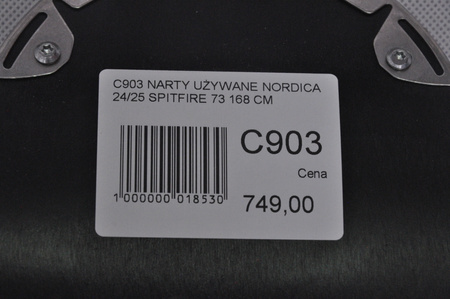 C903 NARTY UŻYWANE NORDICA
24/25 SPITFIRE 73 168 CM
C903
Cena
749,00
1 000000 018530